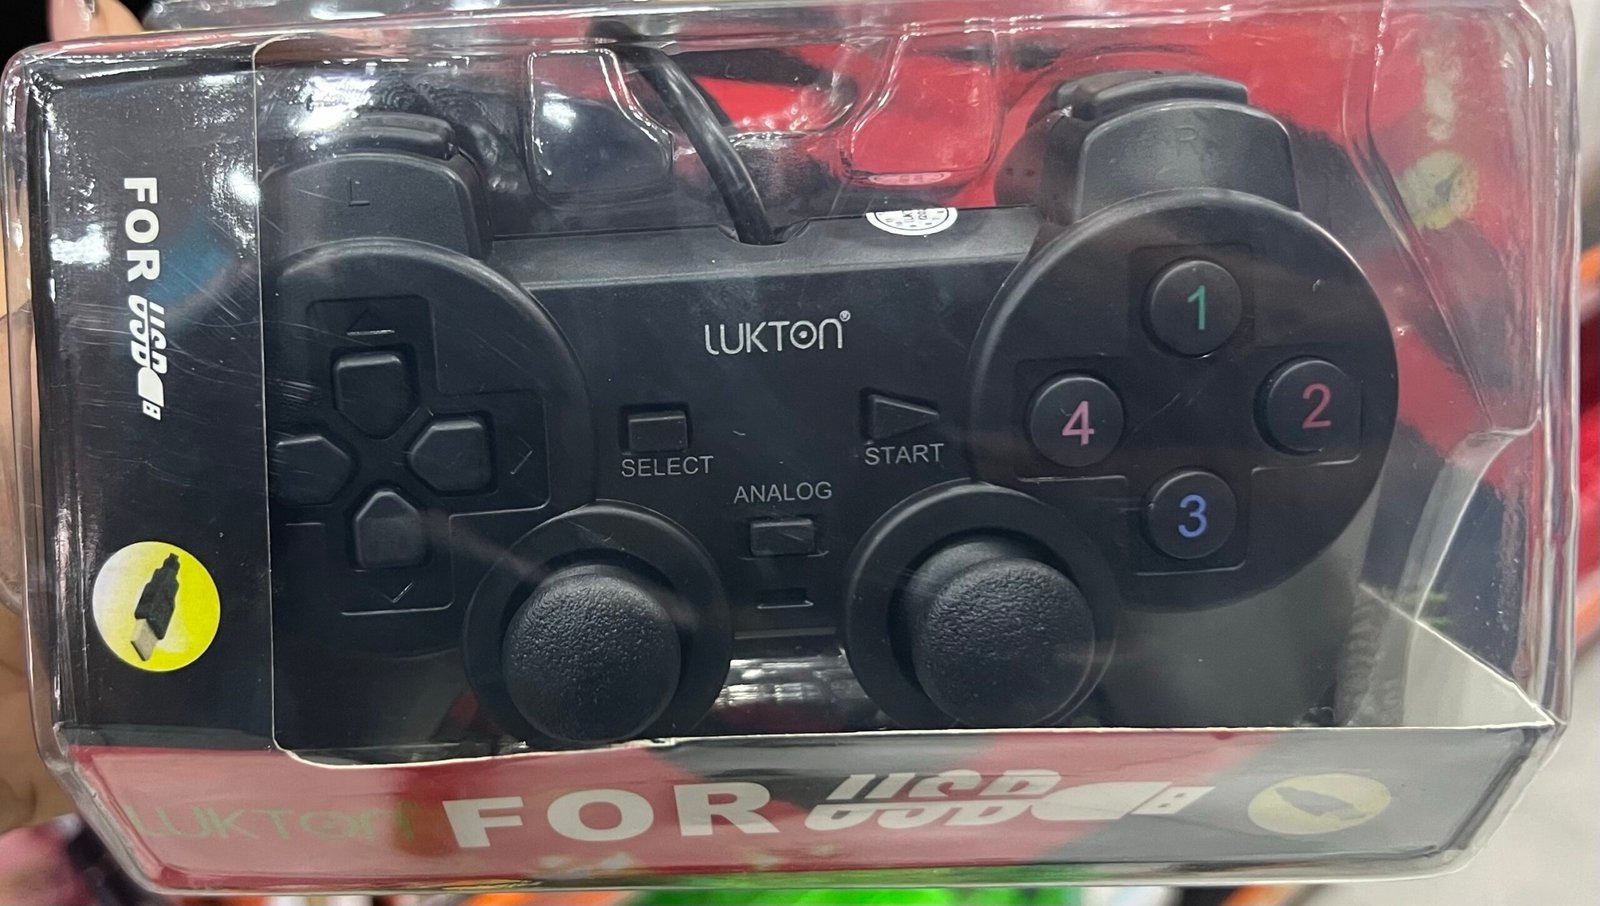 FOR USB
L
R
LUKTON®
1
2
4
3
SELECT
START
ANALOG
LUKTON
FOR USB